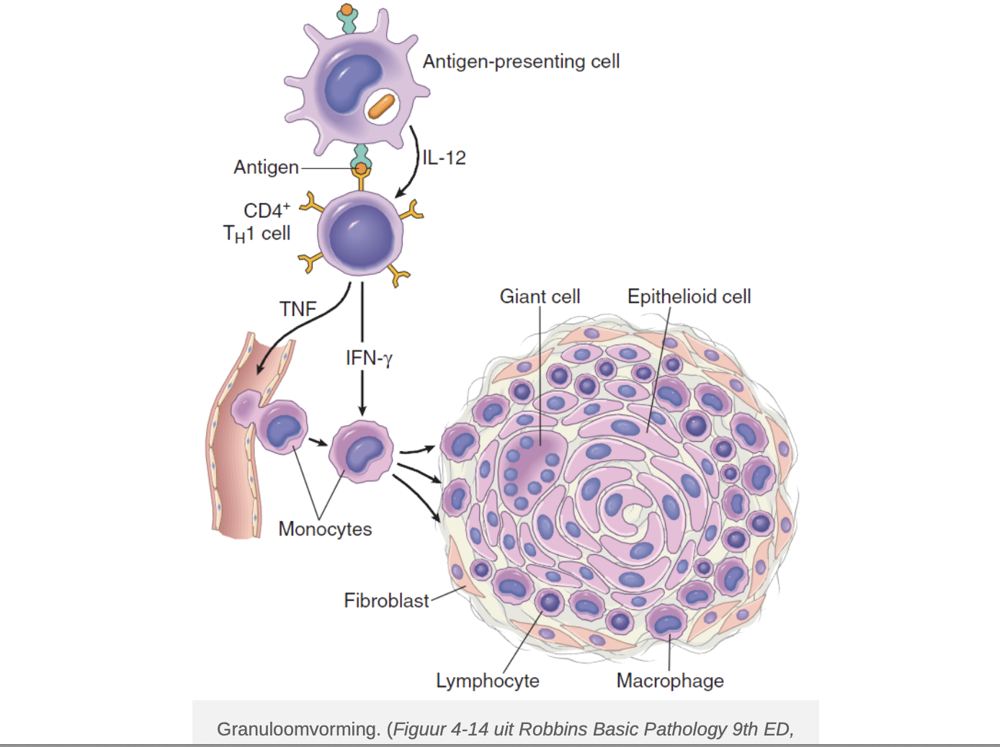 Antigen-presenting cell
IL-12
Antigen
CD4+
TH1 cell
TNF
IFN-γ
Giant cell
Epithelioid cell
Monocytes
Fibroblast
Lymphocyte
Macrophage
Granuloomvorming. (Figuur 4-14 uit Robbins Basic Pathology 9th ED,